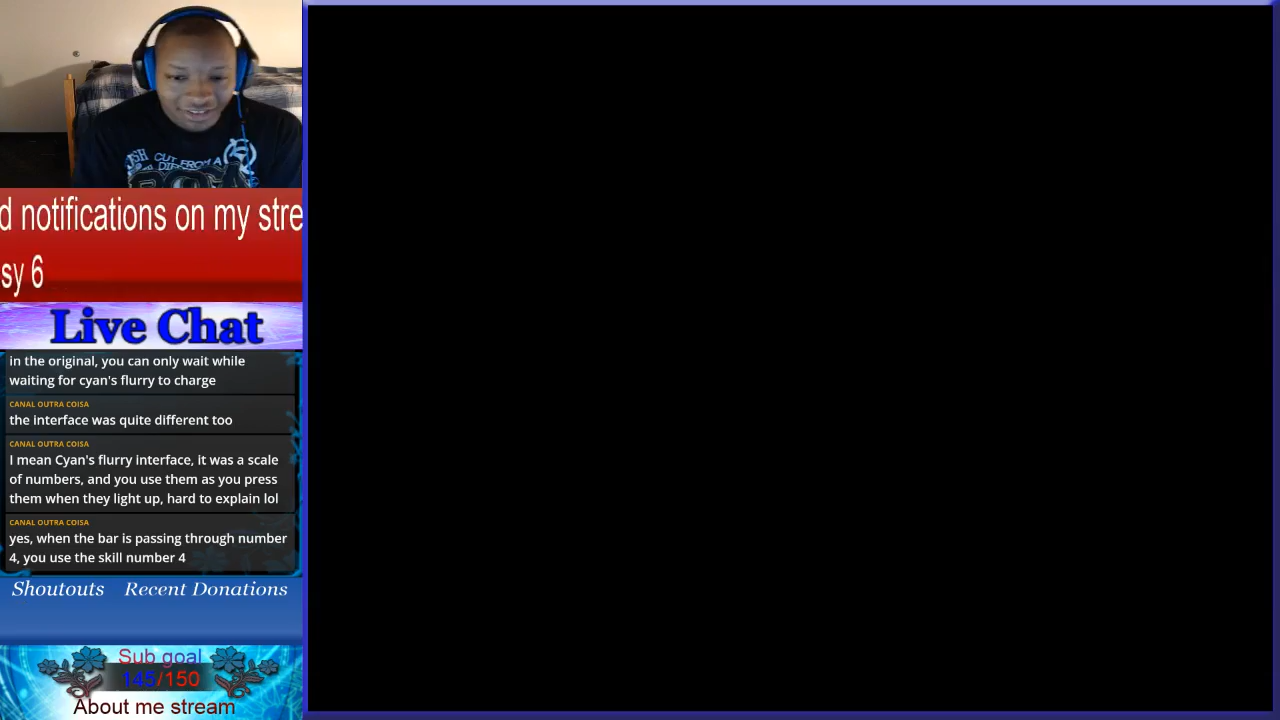 d notifications on my stre
sy 6
Live Chat
in the original, you can only wait while
waiting for cyan's flurry to charge
CANAL OUTRA COISA
the interface was quite different too
CANAL OUTRA COISA
I mean Cyan's flurry interface, it was a scale
of numbers, and you use them as you press
them when they light up, hard to explain lol
CANAL OUTRA COISA
yes, when the bar is passing through number
4, you use the skill number 4
Shoutouts Recent Donations
Sub goal
145/150
About me stream
CUT FROM A